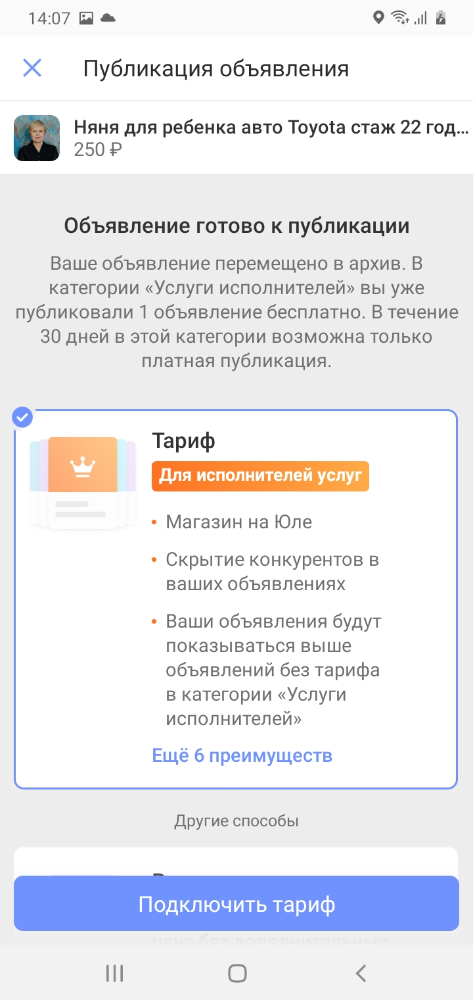 14:07
Публикация объявления
Няня для ребенка авто Toyota стаж 22 год...
250 ₽
Объявление готово к публикации
Ваше объявление перемещено в архив. В
категории «Услуги исполнителей» вы уже
публиковали 1 объявление бесплатно. В течение
30 дней в этой категории возможна только
платная публикация.
Тариф
Для исполнителей услуг
• Магазин на Юле
• Скрытие конкурентов в
ваших объявлениях
• Ваши объявления будут
показываться выше
объявлений без тарифа
в категории «Услуги
исполнителей»
Ещё 6 преимуществ
Другие способы
Подключить тариф